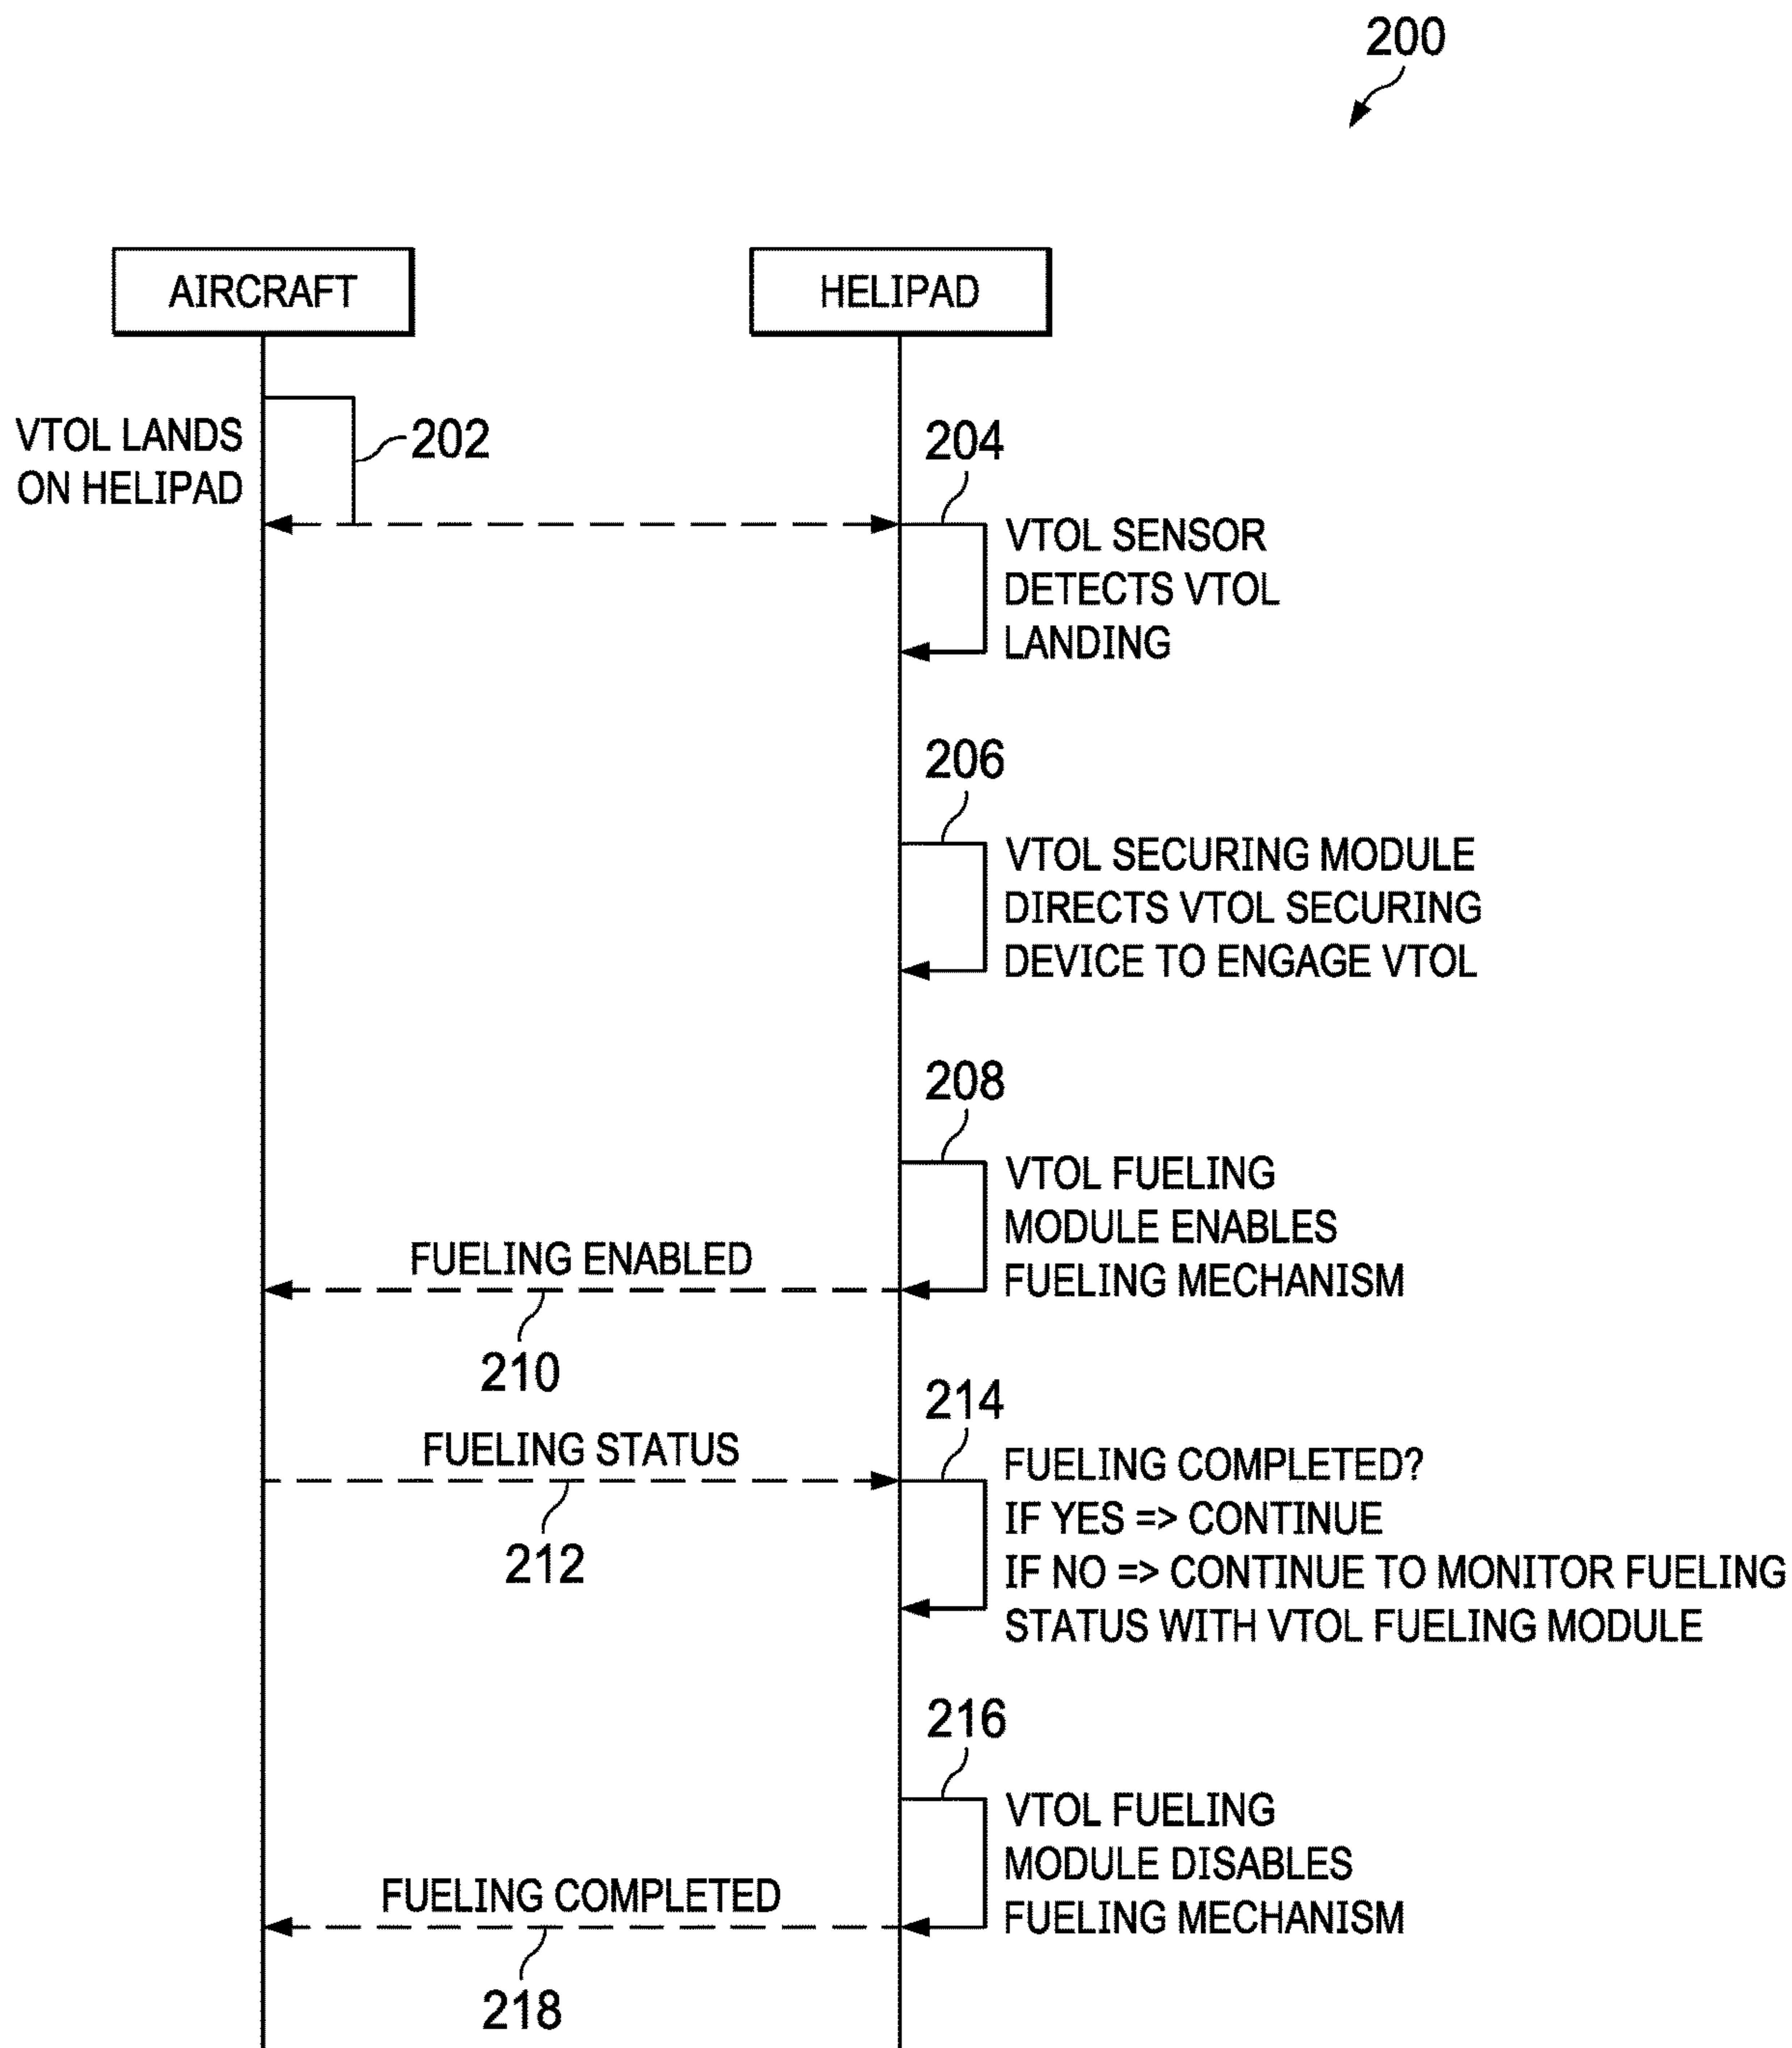 200
AIRCRAFT
HELIPAD
VTOL LANDS
ON HELIPAD
202
204
VTOL SENSOR
DETECTS VTOL
LANDING
206
VTOL SECURING MODULE
DIRECTS VTOL SECURING
DEVICE TO ENGAGE VTOL
208
VTOL FUELING
MODULE ENABLES
FUELING MECHANISM
FUELING ENABLED
210
FUELING STATUS
212
214
FUELING COMPLETED?
IF YES => CONTINUE
IF NO => CONTINUE TO MONITOR FUELING
STATUS WITH VTOL FUELING MODULE
216
VTOL FUELING
MODULE DISABLES
FUELING MECHANISM
FUELING COMPLETED
218